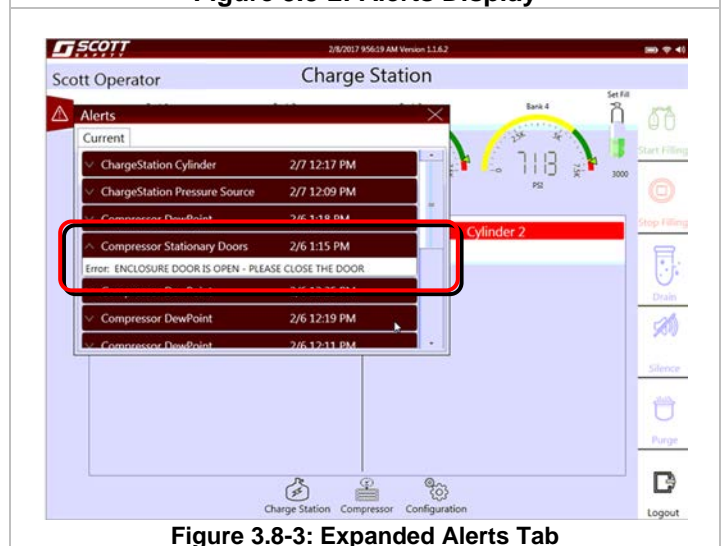 Figure 3.8-2: Alerts Display
SCOTT
SAFETY
2/8/2017 9:56:19 AM Version 1.1.6.2
Scott Operator
Charge Station
Set Fill
Alerts
Current
ChargeStation Cylinder 2/7 12:17 PM
ChargeStation Pressure Source 2/7 12:09 PM
Compressor DewPoint 2/6 1:18 PM
Compressor Stationary Doors 2/6 1:15 PM
Error: ENCLOSURE DOOR IS OPEN - PLEASE CLOSE THE DOOR
Compressor DewPoint
Compressor DewPoint 2/6 12:19 PM
Compressor DewPoint 2/6 12:11 PM
Bank 4
2.5K
5K
0
PSI
3000
Cylinder 2
Start Filling
Stop Filling
Drain
Silence
Purge
Logout
Charge Station Compressor Configuration
Figure 3.8-3: Expanded Alerts Tab